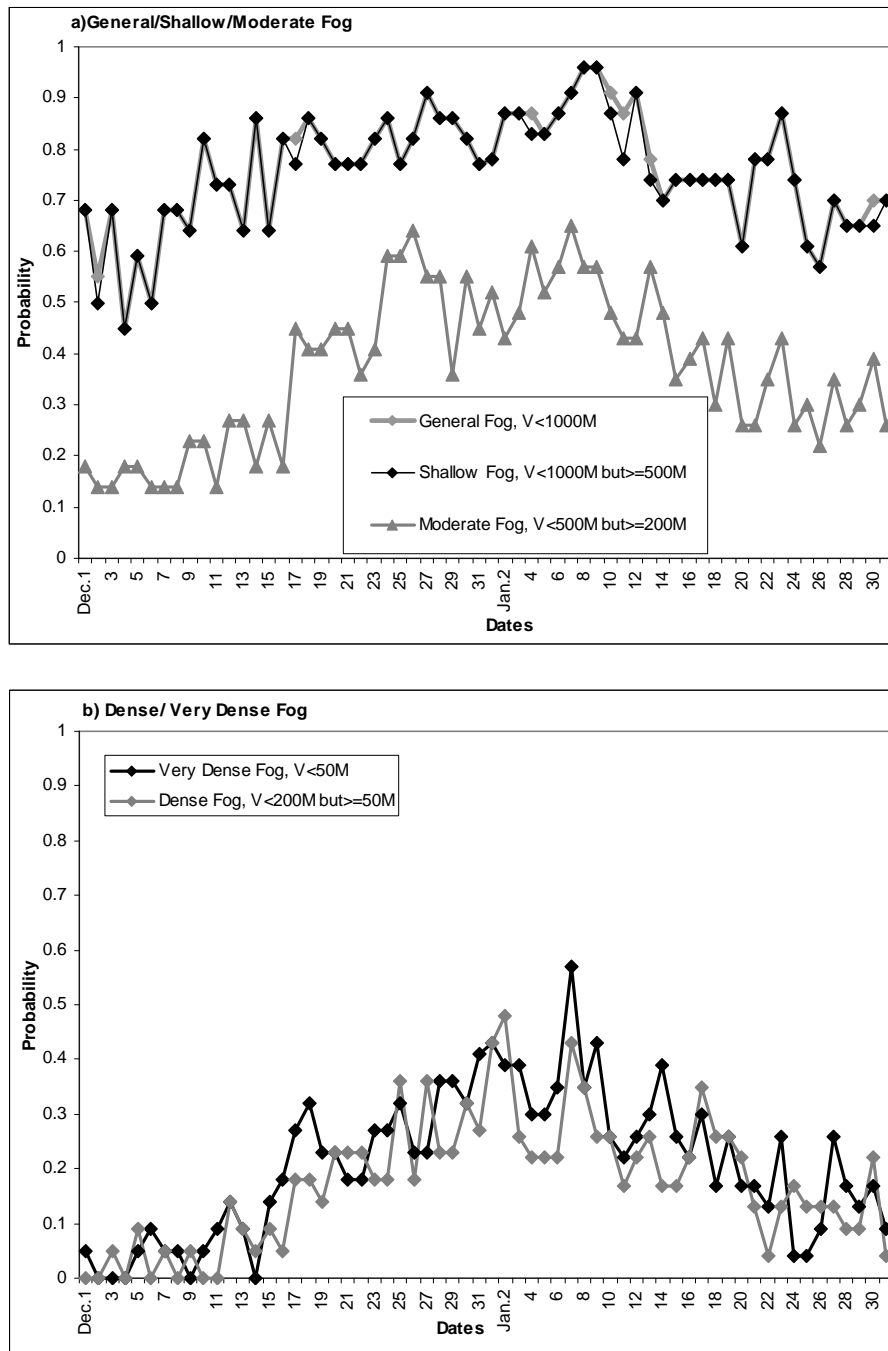 a)General/Shallow/Moderate Fog
1
0.9
0.8
0.7
0.6
0.5
0.4
0.3
0.2
0.1
0
Probability
General Fog, V<1000M
Shallow Fog, V<1000M but>=500M
Moderate Fog, V<500M but>=200M
Dec.1 3 5 7 9 11 13 15 17 19 21 23 25 27 29 31 Jan.2 4 6 8 10 12 14 16 18 20 22 24 26 28 30
Dates
b) Dense/ Very Dense Fog
1
0.9
0.8
0.7
0.6
0.5
0.4
0.3
0.2
0.1
0
Probability
Very Dense Fog, V<50M
Dense Fog, V<200M but>=50M
Dec.1 3 5 7 9 11 13 15 17 19 21 23 25 27 29 31 Jan.2 4 6 8 10 12 14 16 18 20 22 24 26 28 30
Dates